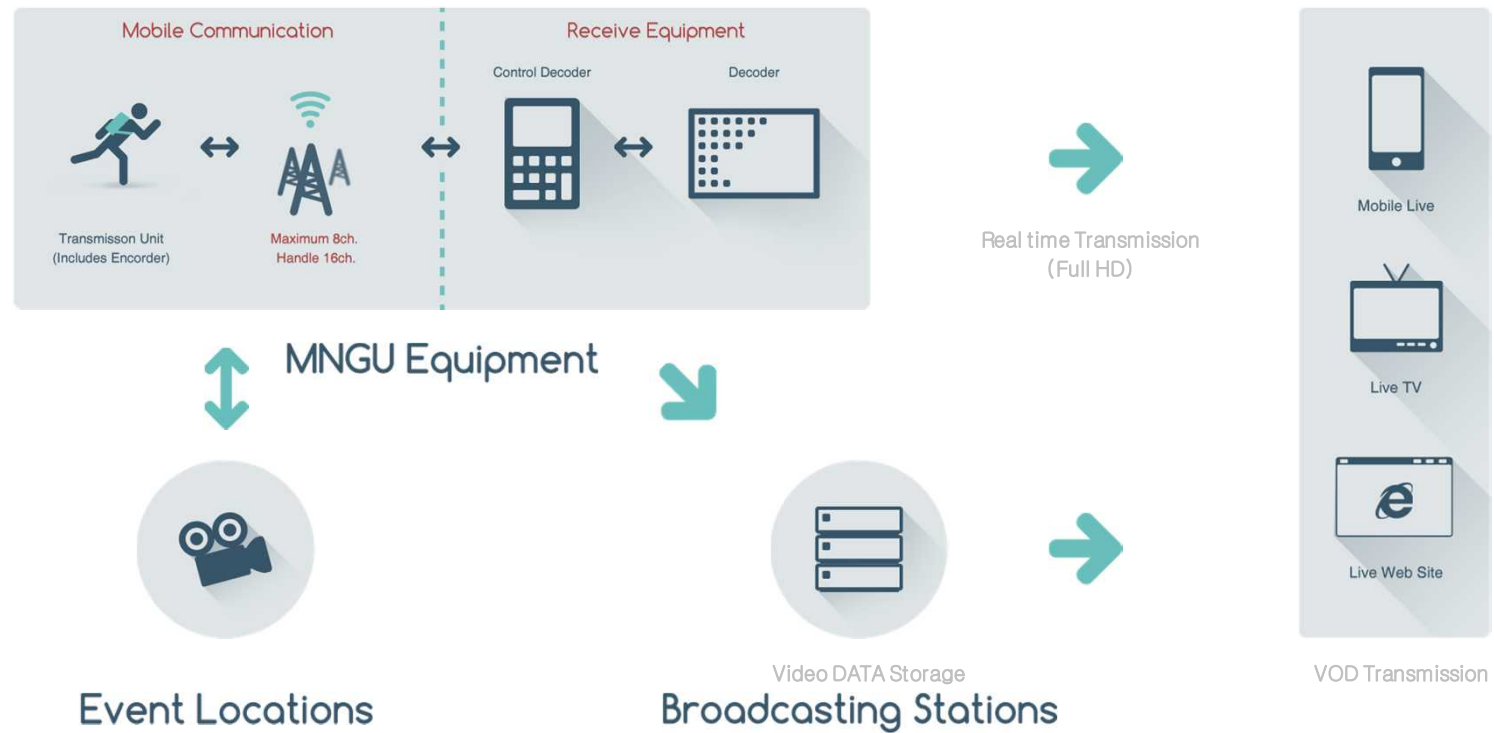 Mobile Communication
Receive Equipment
Control Decoder
Decoder
Transmisson Unit
(Includes Encorder)
Maximum 8ch.
Handle 16ch.
Real time Transmission
(Full HD)
Mobile Live
MNGU Equipment
Live TV
Live Web Site
Video DATA Storage
VOD Transmission
Event Locations
Broadcasting Stations